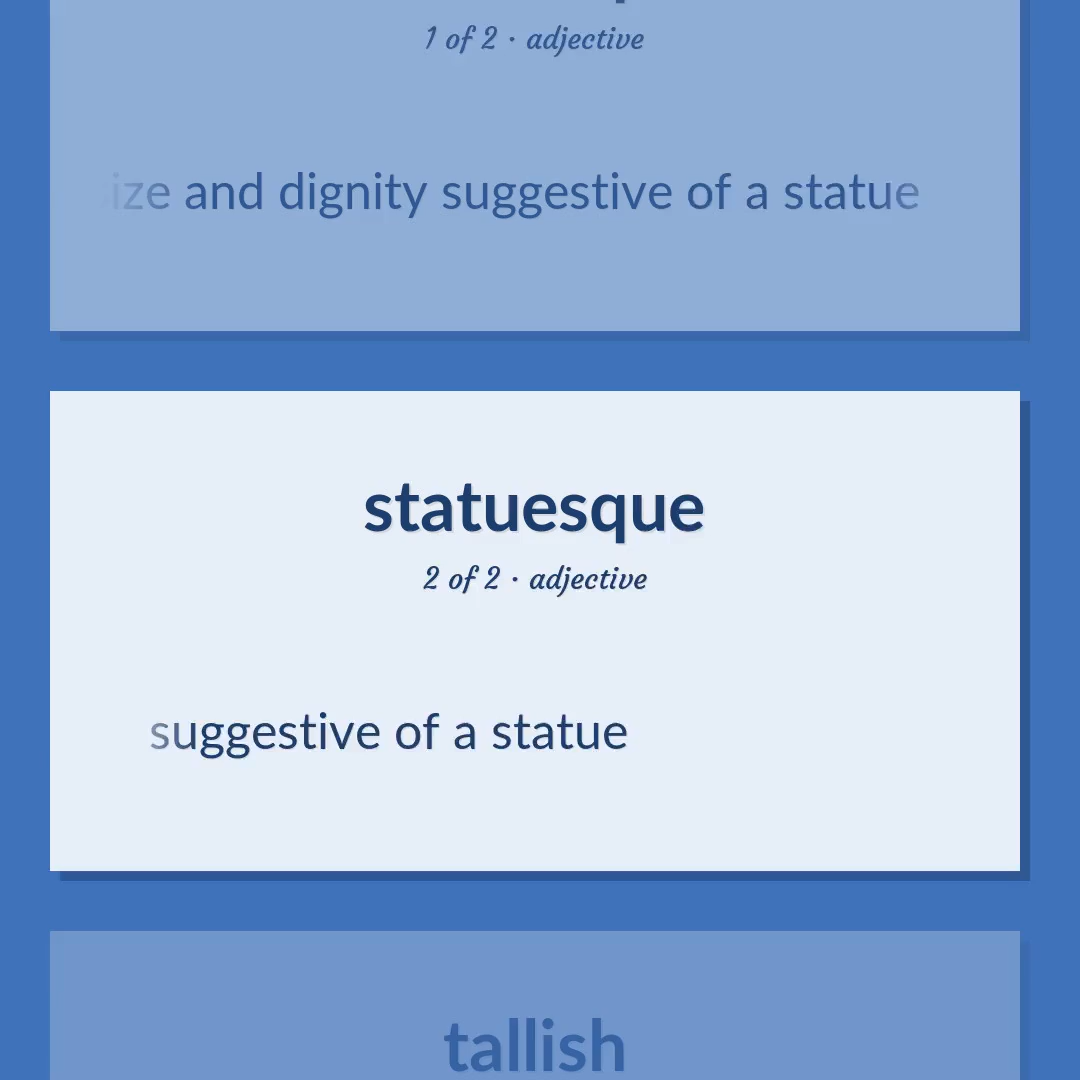 1 of 2 · adjective
ize and dignity suggestive of a statue
statuesque
2 of 2 · adjective
suggestive of a statue
tallish